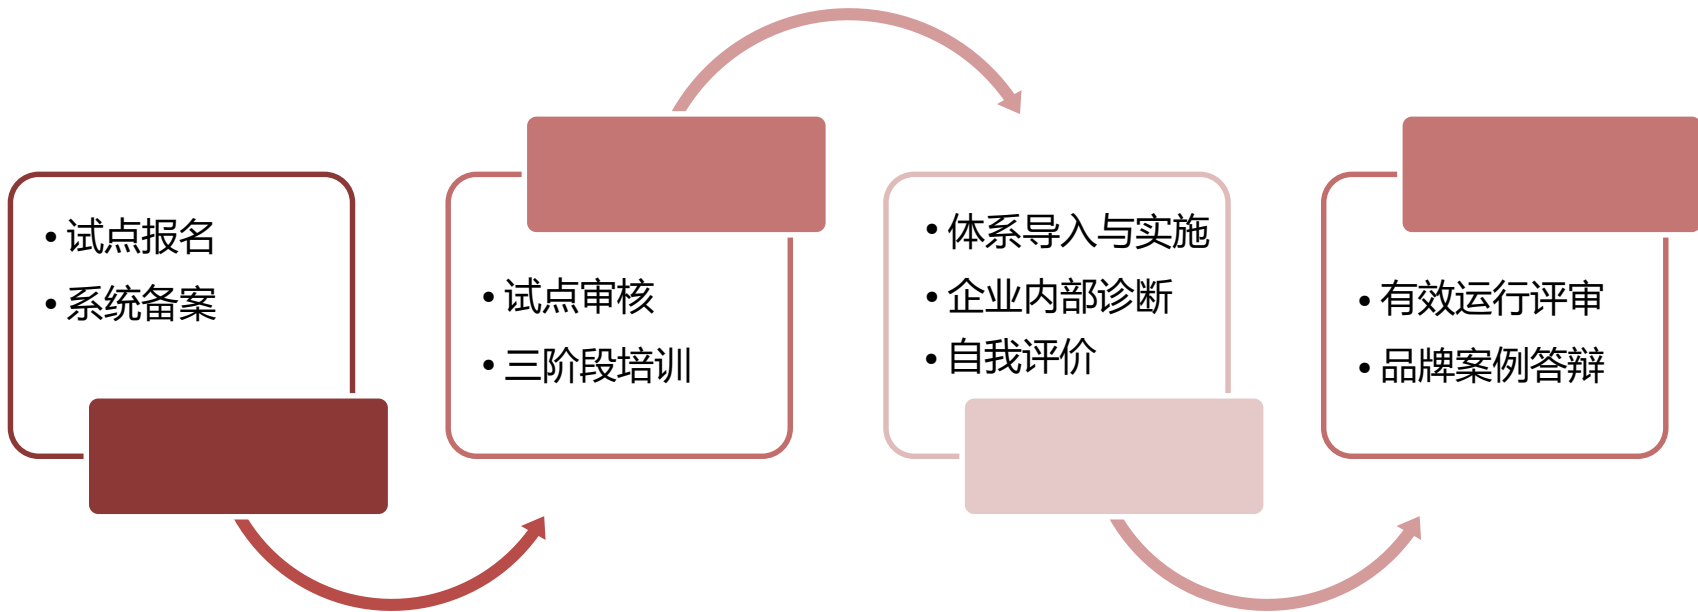 • 试点报名
• 系统备案
• 试点审核
• 三阶段培训
• 体系导入与实施
• 企业内部诊断
• 自我评价
• 有效运行评审
• 品牌案例答辩